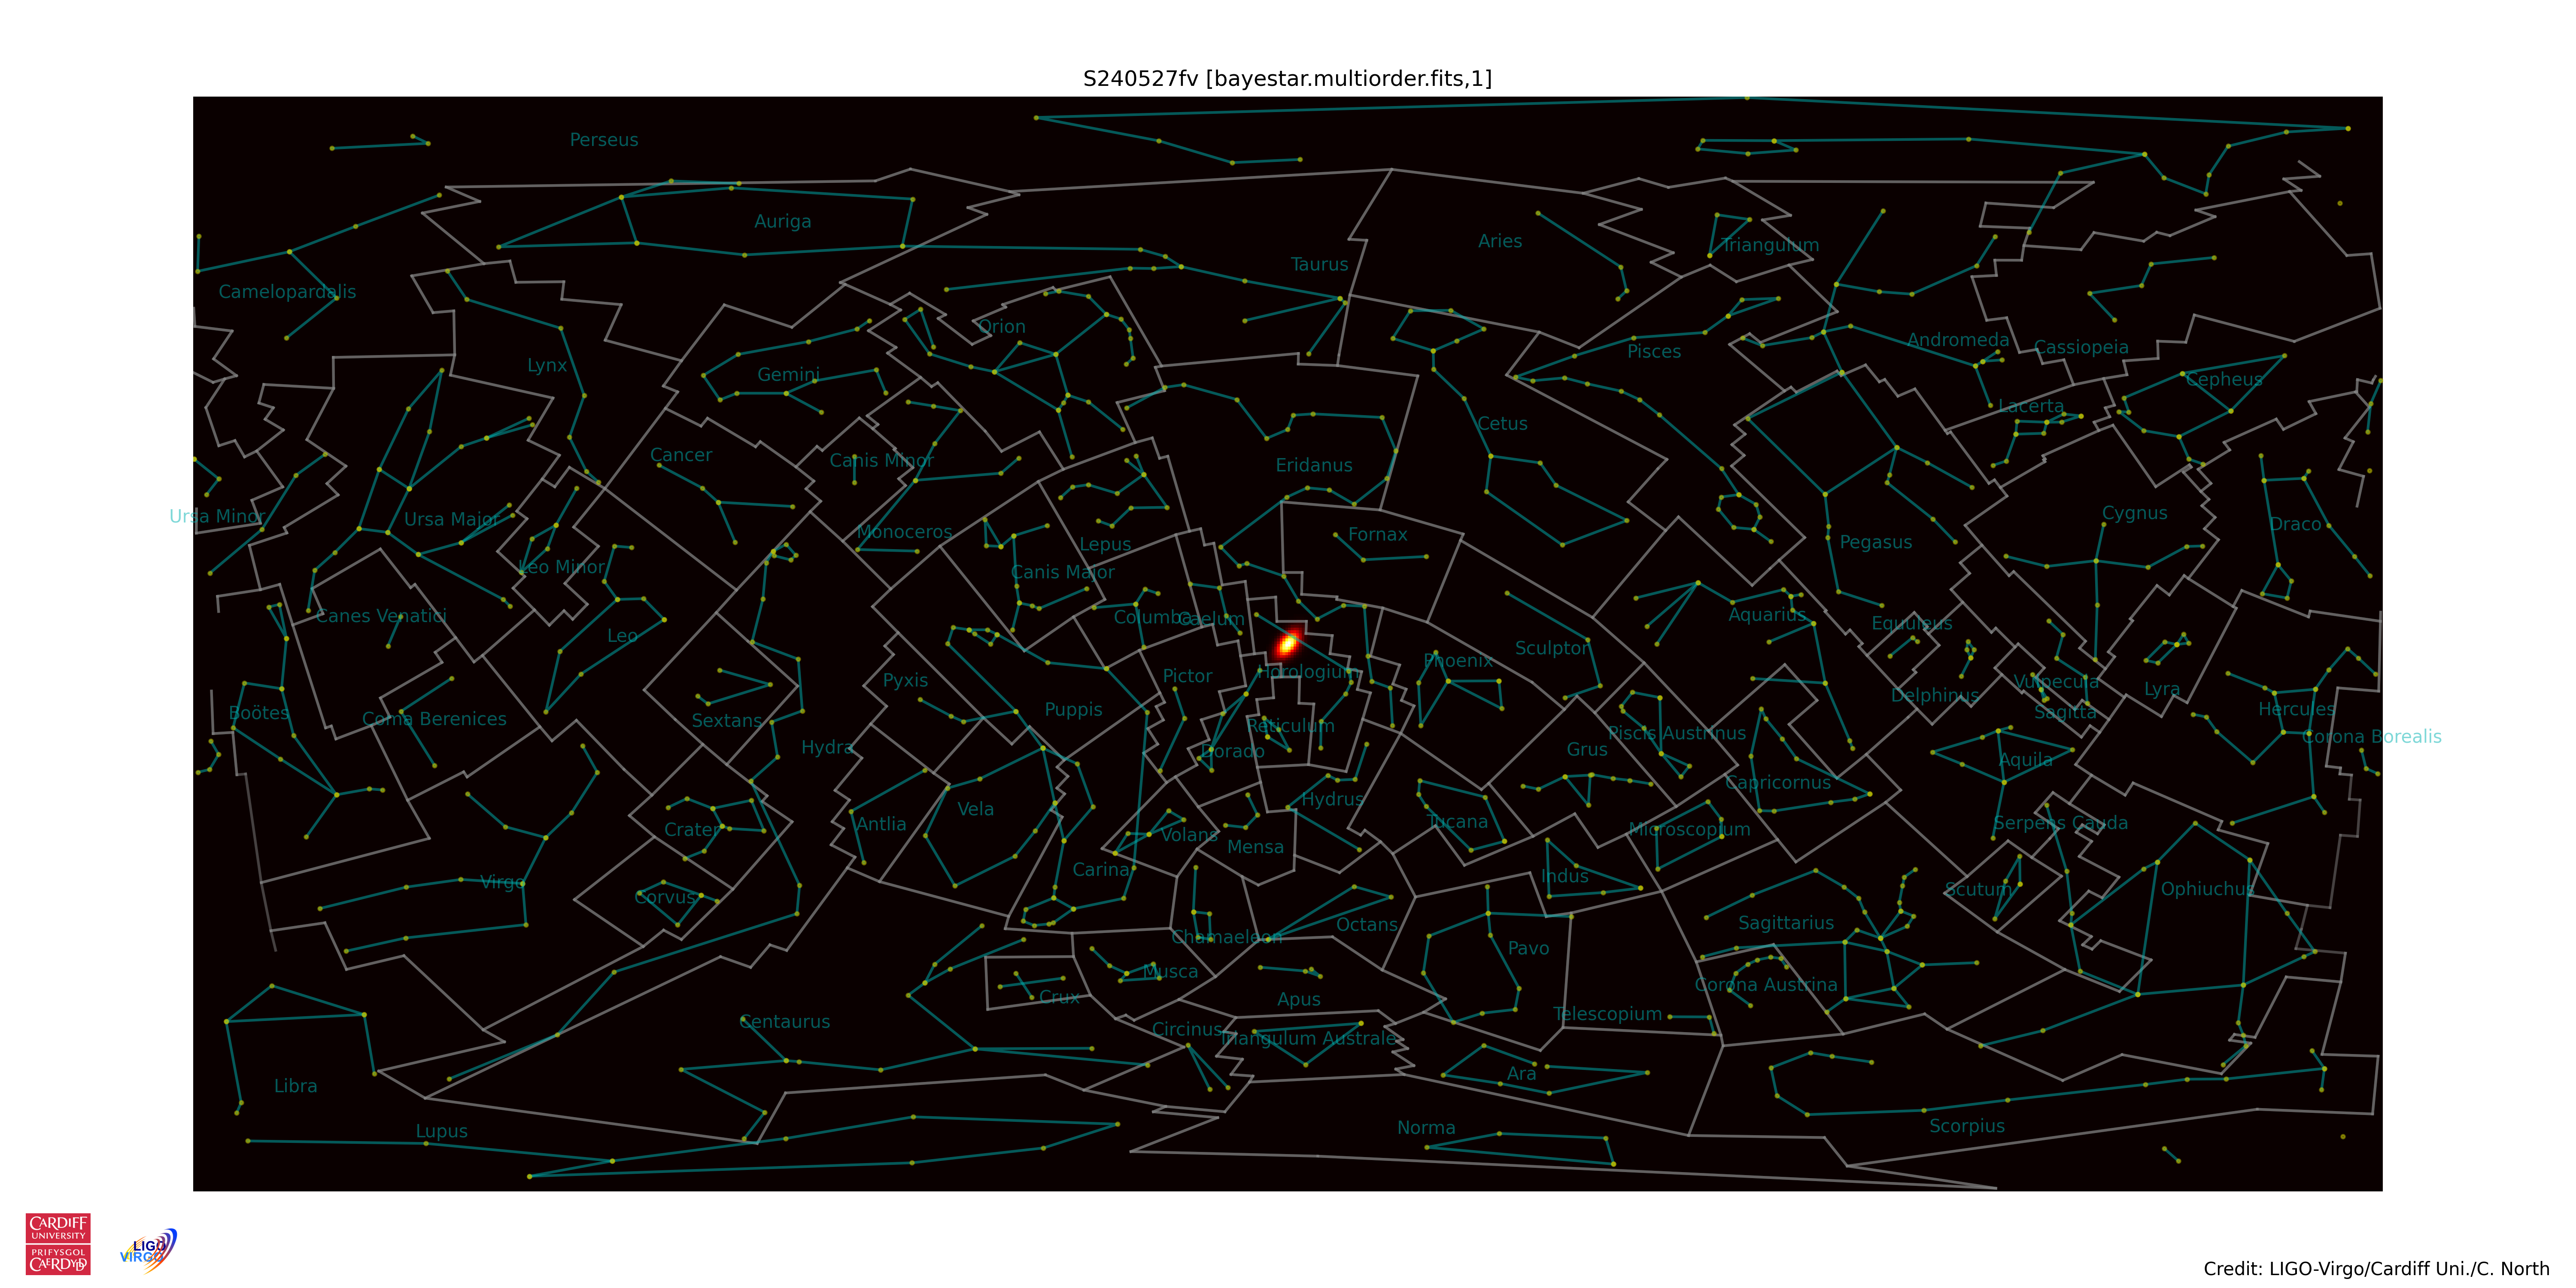 S240527fv [bayestar.multiorder.fits,1]
Perseus
Auriga
Aries
Triangulum
Taurus
Camelopardalis
Orion
Andromeda
Cassiopeia
Pisces
Lynx
Gemini
Cepheus
Lacerta
Cetus
Cancer
Canis Minor
Eridanus
Ursa Minor
Ursa Major
Cygnus
Draco
Monoceros
Fornax
Lepus
Pegasus
Leo Minor
Canis Major
Canes Venatici
Columba
Caelum
Aquarius
Equuleus
Leo
Sculptor
Phoenix
Horologium
Pictor
Pyxis
Vulpecula
Lyra
Delphinus
Boötes
Coma Berenices
Sextans
Puppis
Sagitta
Hercules
Reticulum
Piscis Austrinus
Corona Borealis
Hydra
Dorado
Grus
Aquila
Capricornus
Hydrus
Vela
Antlia
Crater
Volans
Tucana
Microscopium
Serpens Cauda
Mensa
Carina
Indus
Virgo
Corvus
Scutum
Ophiuchus
Octans
Sagittarius
Chamaeleon
Pavo
Musca
Crux
Apus
Corona Austrina
Telescopium
Centaurus
Circinus
Triangulum Australe
Ara
Libra
Lupus
Norma
Scorpius
CARDIFF
UNIVERSITY
PRIFYSGOL
CAERDYDD
LIGO
VIRGO
Credit: LIGO-Virgo/Cardiff Uni./C. North